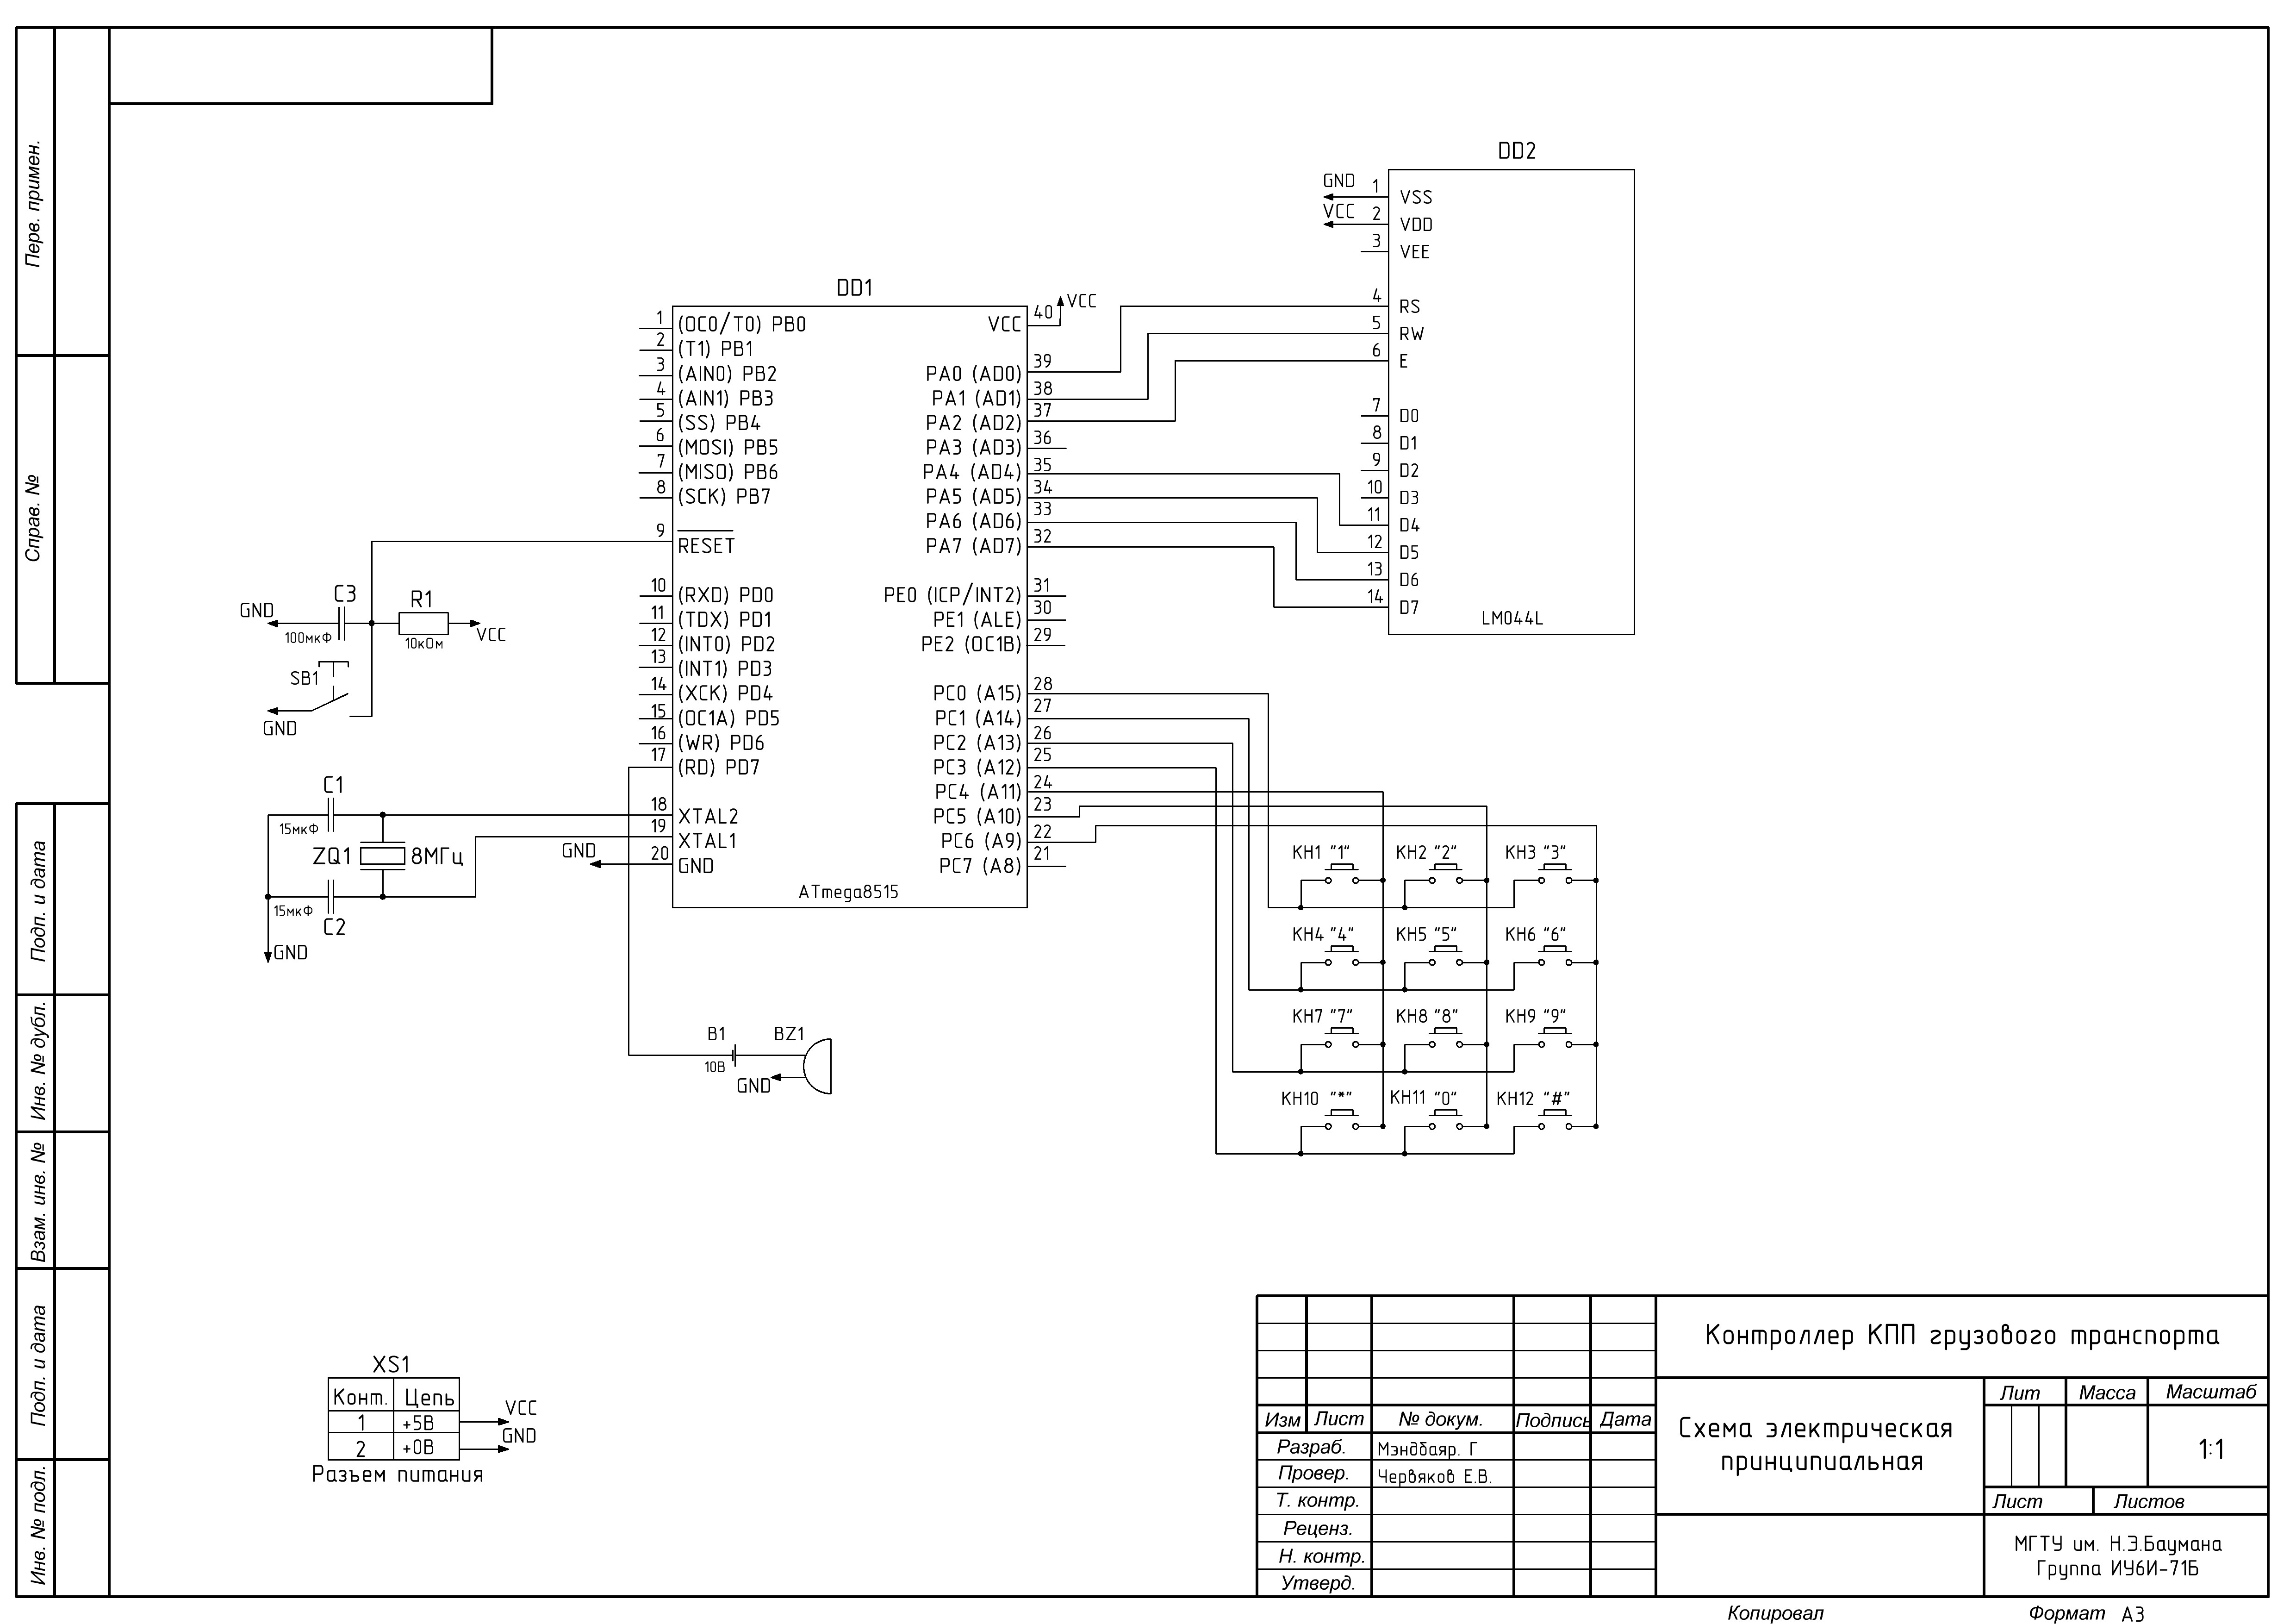 Перв. примен.
Справ. №
Подп. и дата
Инв. № дубл.
Взам. инв. №
Подп. и дата
Инв. № подл.
DD1
1 (OC0/T0) PB0
2 (T1) PB1
3 (AIN0) PB2
4 (AIN1) PB3
5 (SS) PB4
6 (MOSI) PB5
7 (MISO) PB6
8 (SCK) PB7
9 RESET
10 (RXD) PD0
11 (TDX) PD1
12 (INT0) PD2
13 (INT1) PD3
14 (XCK) PD4
15 (OC1A) PD5
16 (WR) PD6
17 (RD) PD7
18 XTAL2
19 XTAL1
GND 20 GND
VCC 40 VCC
PA0 (AD0) 39
PA1 (AD1) 38
PA2 (AD2) 37
PA3 (AD3) 36
PA4 (AD4) 35
PA5 (AD5) 34
PA6 (AD6) 33
PA7 (AD7) 32
PE0 (ICP/INT2) 31
PE1 (ALE) 30
PE2 (OC1B) 29
PC0 (A15) 28
PC1 (A14) 27
PC2 (A13) 26
PC3 (A12) 25
PC4 (A11) 24
PC5 (A10) 23
PC6 (A9) 22
PC7 (A8) 21
ATmega8515
DD2
GND 1 VSS
VCC 2 VDD
3 VEE
4 RS
5 RW
6 E
7 D0
8 D1
9 D2
10 D3
11 D4
12 D5
13 D6
14 D7
LM044L
C3 R1
GND
100мкФ 10кОм VCC
SB1
GND
C1
15мкФ
ZQ1 8МГц
15мкФ
C2
GND
B1 BZ1
10В
GND
КН1 "1" КН2 "2" КН3 "3"
КН4 "4" КН5 "5" КН6 "6"
КН7 "7" КН8 "8" КН9 "9"
КН10 "*" КН11 "0" КН12 "#"
XS1
Конт. Цепь
1 +5В VCC
2 +0В GND
Разъем питания
Контроллер КПП грузового транспорта
Схема электрическая
принципиальная
Лит Масса Масштаб
1:1
Лист Листов
МГТУ им. Н.Э.Баумана
Группа ИУ6И-71Б
Изм Лист № докум. Подпись Дата
Разраб. Мэндбаяр. Г
Провер. Червяков Е.В.
Т. контр.
Реценз.
Н. контр.
Утверд.
Копировал Формат А3